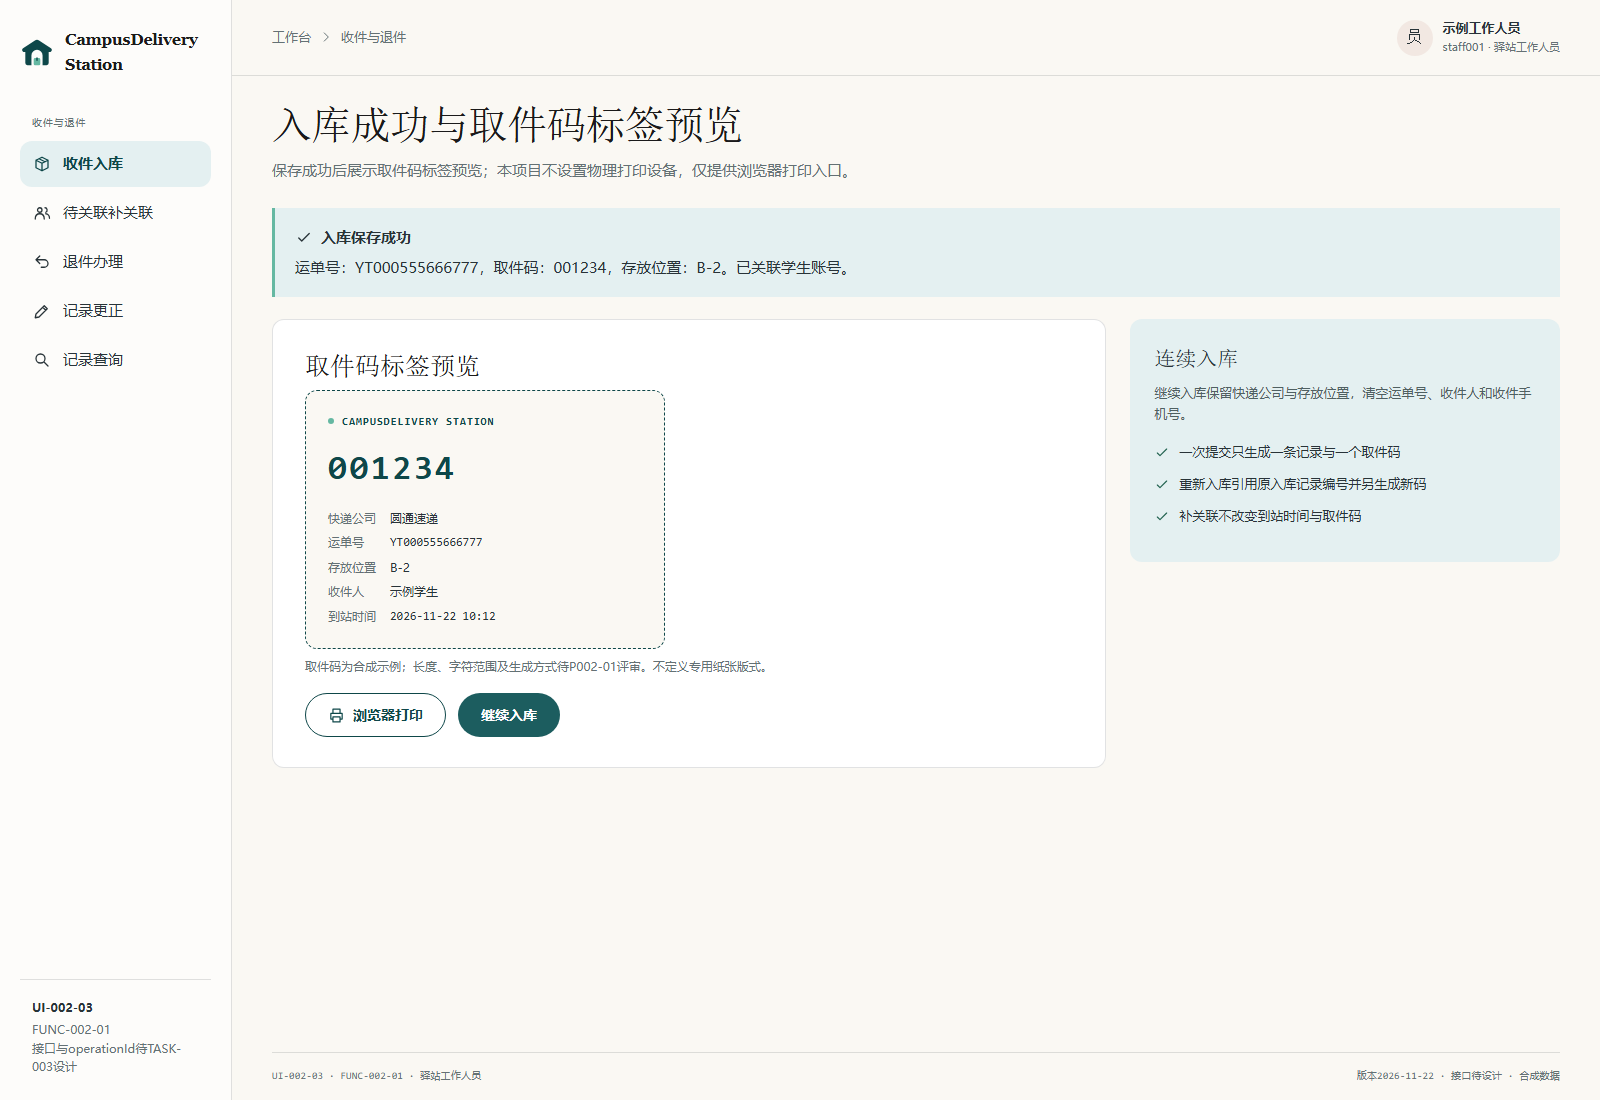 CampusDelivery
Station
收件与退件
收件入库
待关联补关联
退件办理
记录更正
记录查询
UI-002-03
FUNC-002-01
接口与operationId待TASK-
003设计
工作台 > 收件与退件
员
示例工作人员
staff001 · 驿站工作人员
入库成功与取件码标签预览
保存成功后展示取件码标签预览；本项目不设置物理打印设备，仅提供浏览器打印入口。
入库保存成功
运单号：YT000555666777，取件码：001234，存放位置：B-2。已关联学生账号。
取件码标签预览
CAMPUSDELIVERY STATION
001234
快递公司 圆通速递
运单号 YT000555666777
存放位置 B-2
收件人 示例学生
到站时间 2026-11-22 10:12
取件码为合成示例；长度、字符范围及生成方式待P002-01评审。不定义专用纸张版式。
浏览器打印
继续入库
连续入库
继续入库保留快递公司与存放位置，清空运单号、收件人和收件手
机号。
一次提交只生成一条记录与一个取件码
重新入库引用原入库记录编号并另生成新码
补关联不改变到站时间与取件码
UI-002-03 · FUNC-002-01 · 驿站工作人员
版本2026-11-22 · 接口待设计 · 合成数据